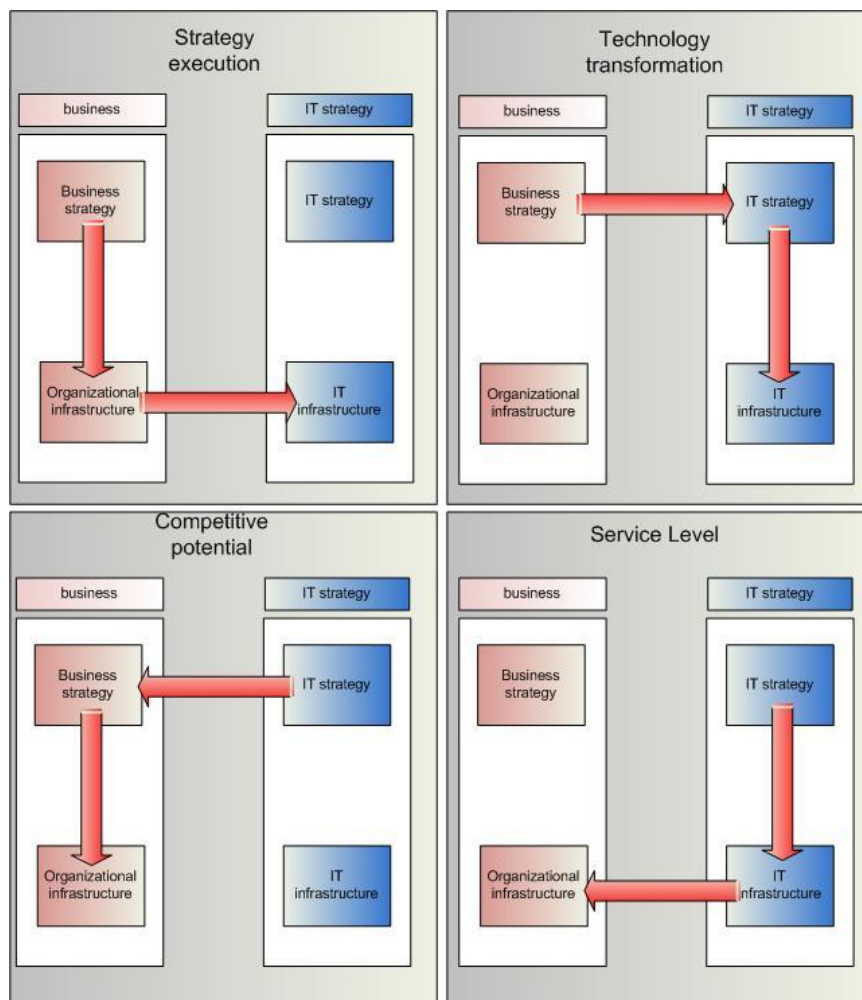 Strategy
execution
business
IT strategy
Business
strategy
IT strategy
Organizational
infrastructure
IT
infrastructure
Technology
transformation
business
IT strategy
Business
strategy
IT strategy
Organizational
infrastructure
IT
infrastructure
Competitive
potential
business
IT strategy
Business
strategy
IT strategy
Organizational
infrastructure
IT
infrastructure
Service Level
business
IT strategy
Business
strategy
IT strategy
Organizational
infrastructure
IT
infrastructure